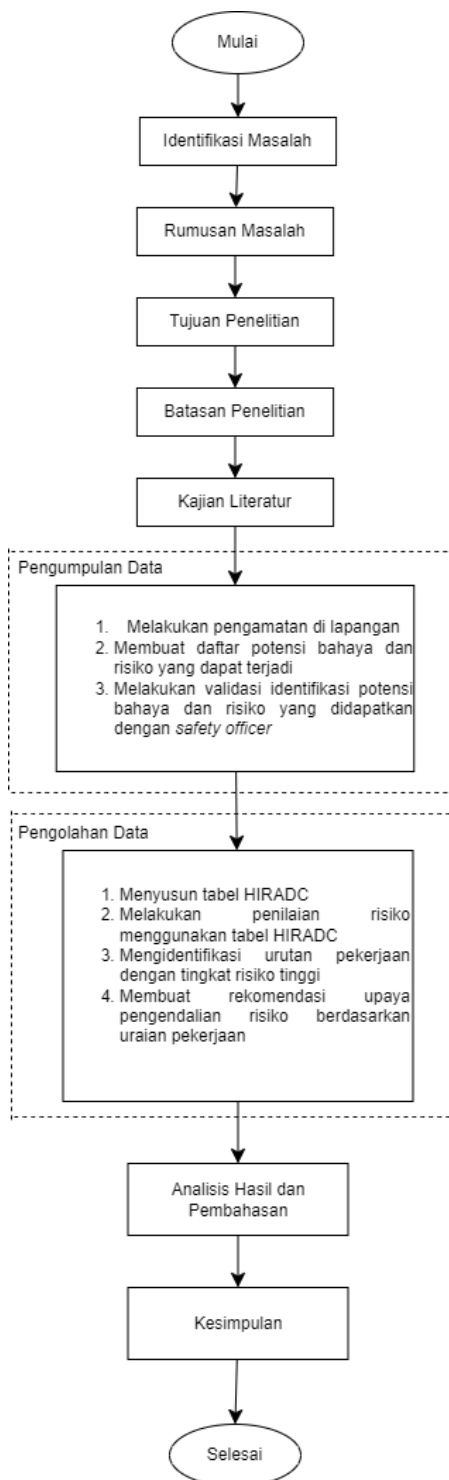 Mulai
Identifikasi Masalah
Rumusan Masalah
Tujuan Penelitian
Batasan Penelitian
Kajian Literatur
Pengumpulan Data
1. Melakukan pengamatan di lapangan
2. Membuat daftar potensi bahaya dan
risiko yang dapat terjadi
3. Melakukan validasi identifikasi potensi
bahaya dan risiko yang didapatkan
dengan safety officer
Pengolahan Data
1. Menyusun tabel HIRADC
2. Melakukan penilaian risiko
menggunakan tabel HIRADC
3. Mengidentifikasi urutan pekerjaan
dengan tingkat risiko tinggi
4. Membuat rekomendasi upaya
pengendalian risiko berdasarkan
uraian pekerjaan
Analisis Hasil dan
Pembahasan
Kesimpulan
Selesai